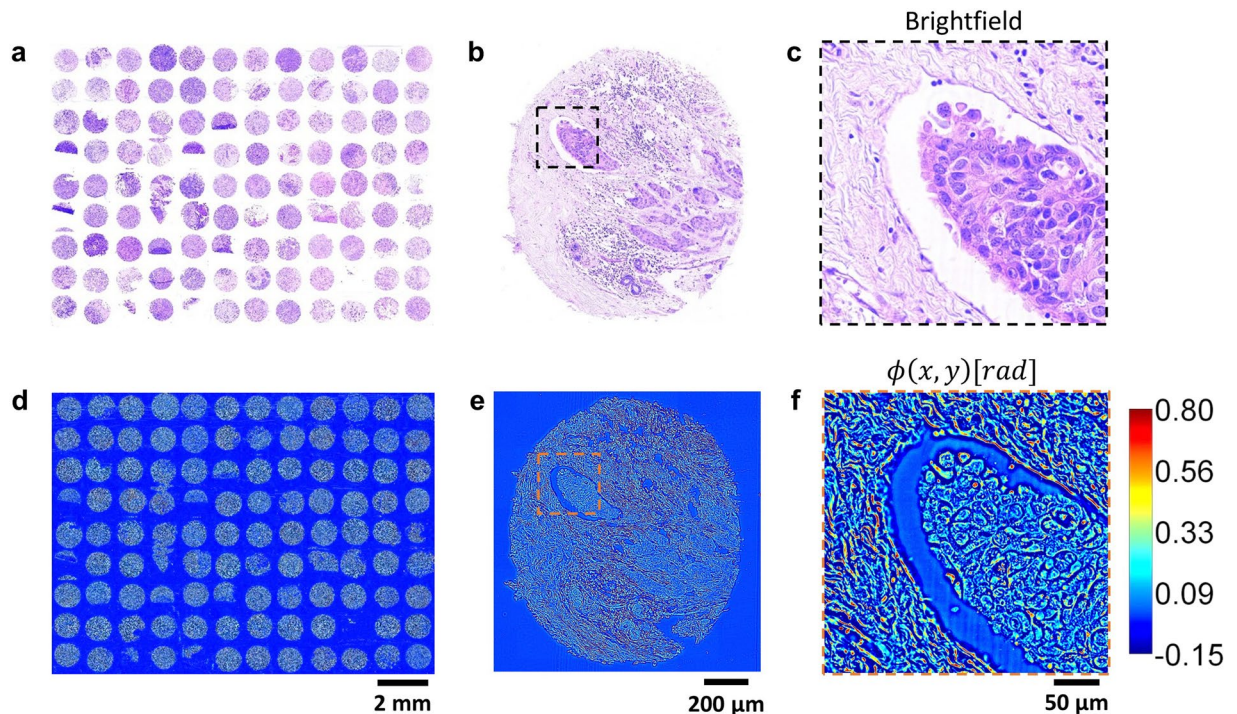 Brightfield
a
b
c
ϕ(x, y)[rad]
d
e
f
0.80
0.56
0.33
0.09
-0.15
2 mm
200 µm
50 µm